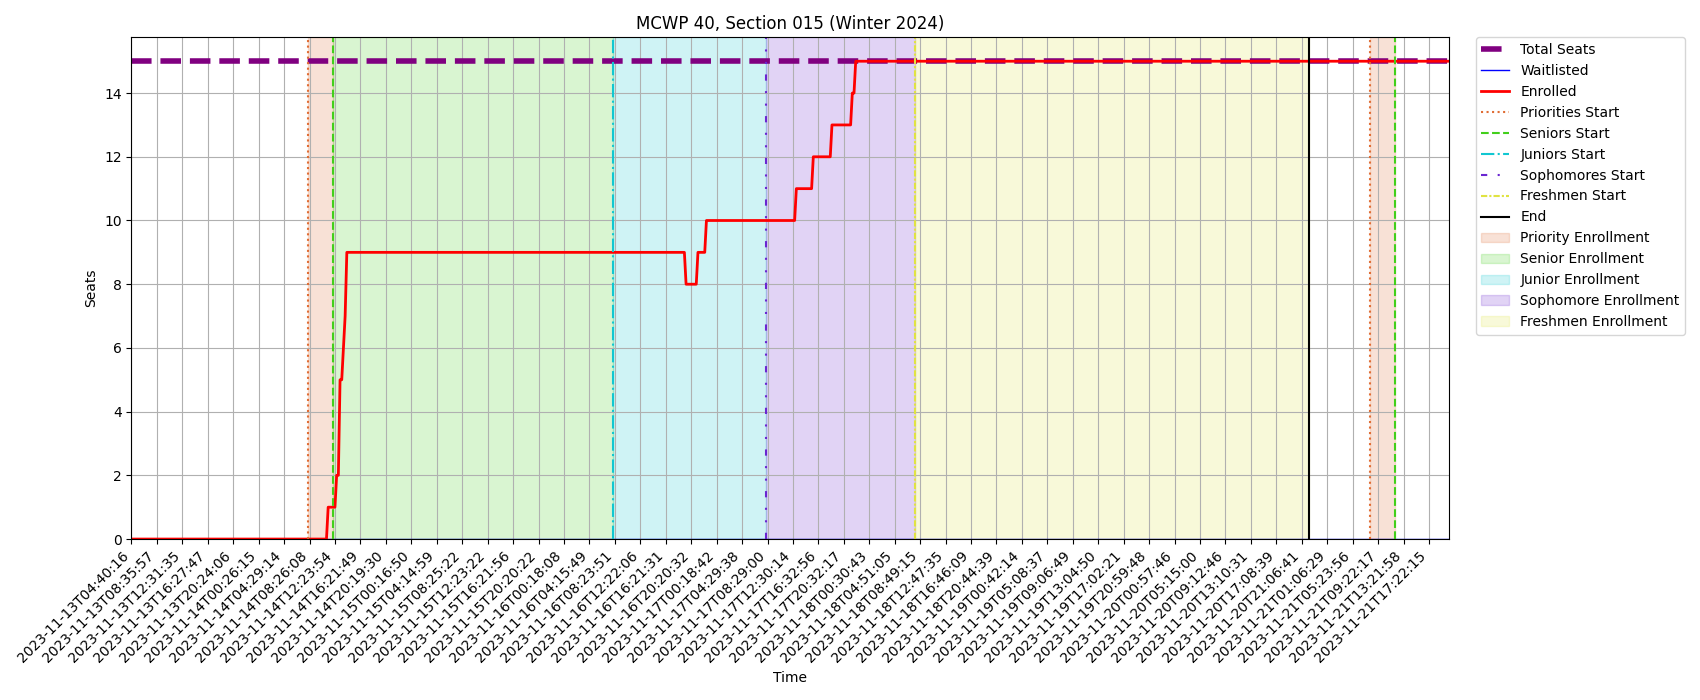 MCWP 40, Section 015 (Winter 2024)
Seats
14
12
10
8
6
4
2
0
2023-11-13T04:40:16
2023-11-13T08:35:57
2023-11-13T12:31:35
2023-11-13T16:27:47
2023-11-13T20:24:06
2023-11-14T00:26:15
2023-11-14T04:29:14
2023-11-14T08:26:08
2023-11-14T12:23:54
2023-11-14T16:21:49
2023-11-14T20:19:30
2023-11-15T00:16:50
2023-11-15T04:14:59
2023-11-15T08:25:22
2023-11-15T12:23:22
2023-11-15T16:21:56
2023-11-15T20:20:22
2023-11-16T00:18:08
2023-11-16T04:15:49
2023-11-16T08:23:51
2023-11-16T12:22:06
2023-11-16T16:21:31
2023-11-16T20:20:32
2023-11-17T00:18:42
2023-11-17T04:29:38
2023-11-17T08:29:00
2023-11-17T12:30:14
2023-11-17T16:32:56
2023-11-17T20:32:17
2023-11-18T00:30:43
2023-11-18T04:51:05
2023-11-18T08:49:15
2023-11-18T12:47:35
2023-11-18T16:46:09
2023-11-18T20:44:39
2023-11-19T00:42:14
2023-11-19T05:08:37
2023-11-19T09:06:49
2023-11-19T13:04:50
2023-11-19T17:02:21
2023-11-19T20:59:48
2023-11-20T00:57:46
2023-11-20T05:15:00
2023-11-20T09:12:46
2023-11-20T13:10:31
2023-11-20T17:08:39
2023-11-20T21:06:41
2023-11-21T01:06:29
2023-11-21T05:23:56
2023-11-21T09:22:17
2023-11-21T13:21:58
2023-11-21T17:22:15
Time
Total Seats
Waitlisted
Enrolled
Priorities Start
Seniors Start
Juniors Start
Sophomores Start
Freshmen Start
End
Priority Enrollment
Senior Enrollment
Junior Enrollment
Sophomore Enrollment
Freshmen Enrollment